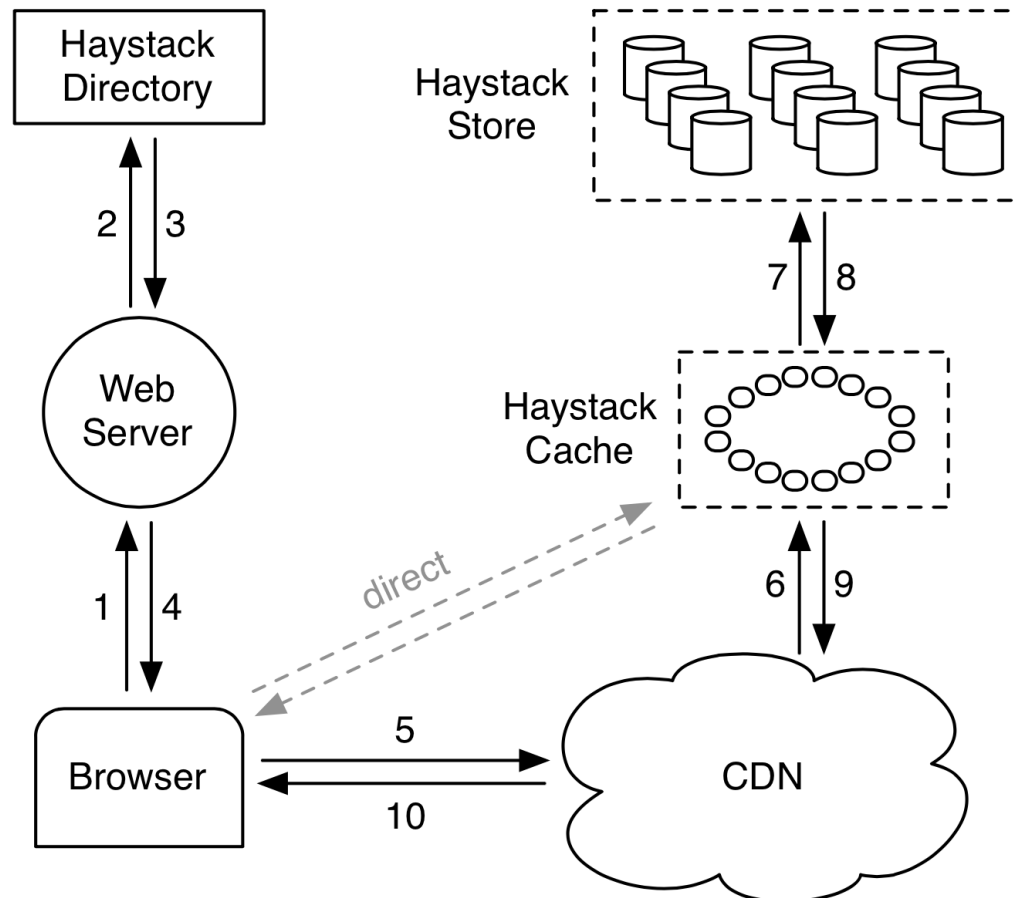 Haystack
Directory
Haystack
Store
2
3
7
8
Web
Server
Haystack
Cache
direct
1
4
6
9
5
Browser
CDN
10